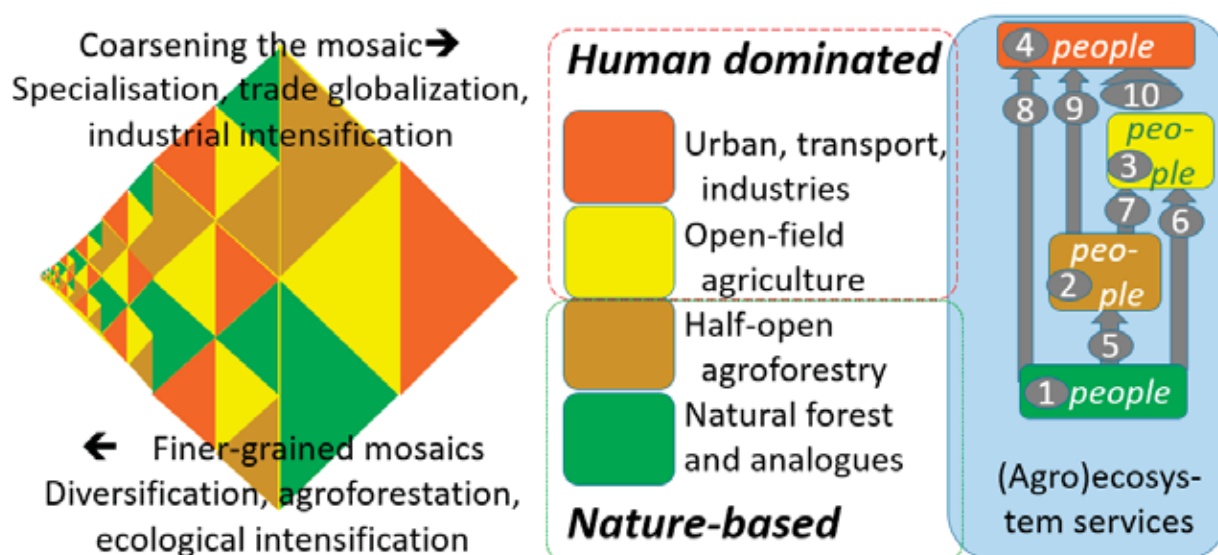 Coarsening the mosaic➔
Specialisation, trade globalization,
industrial intensification
🡸 Finer-grained mosaics
Diversification, agroforestation,
ecological intensification
Human dominated
Urban, transport,
industries
Open-field
agriculture
Half-open
agroforestry
Natural forest
and analogues
Nature-based
4 people
8 9 10
peo-
3 ple
7 6
peo-
2 ple
5
1 people
(Agro)ecosys-
tem services